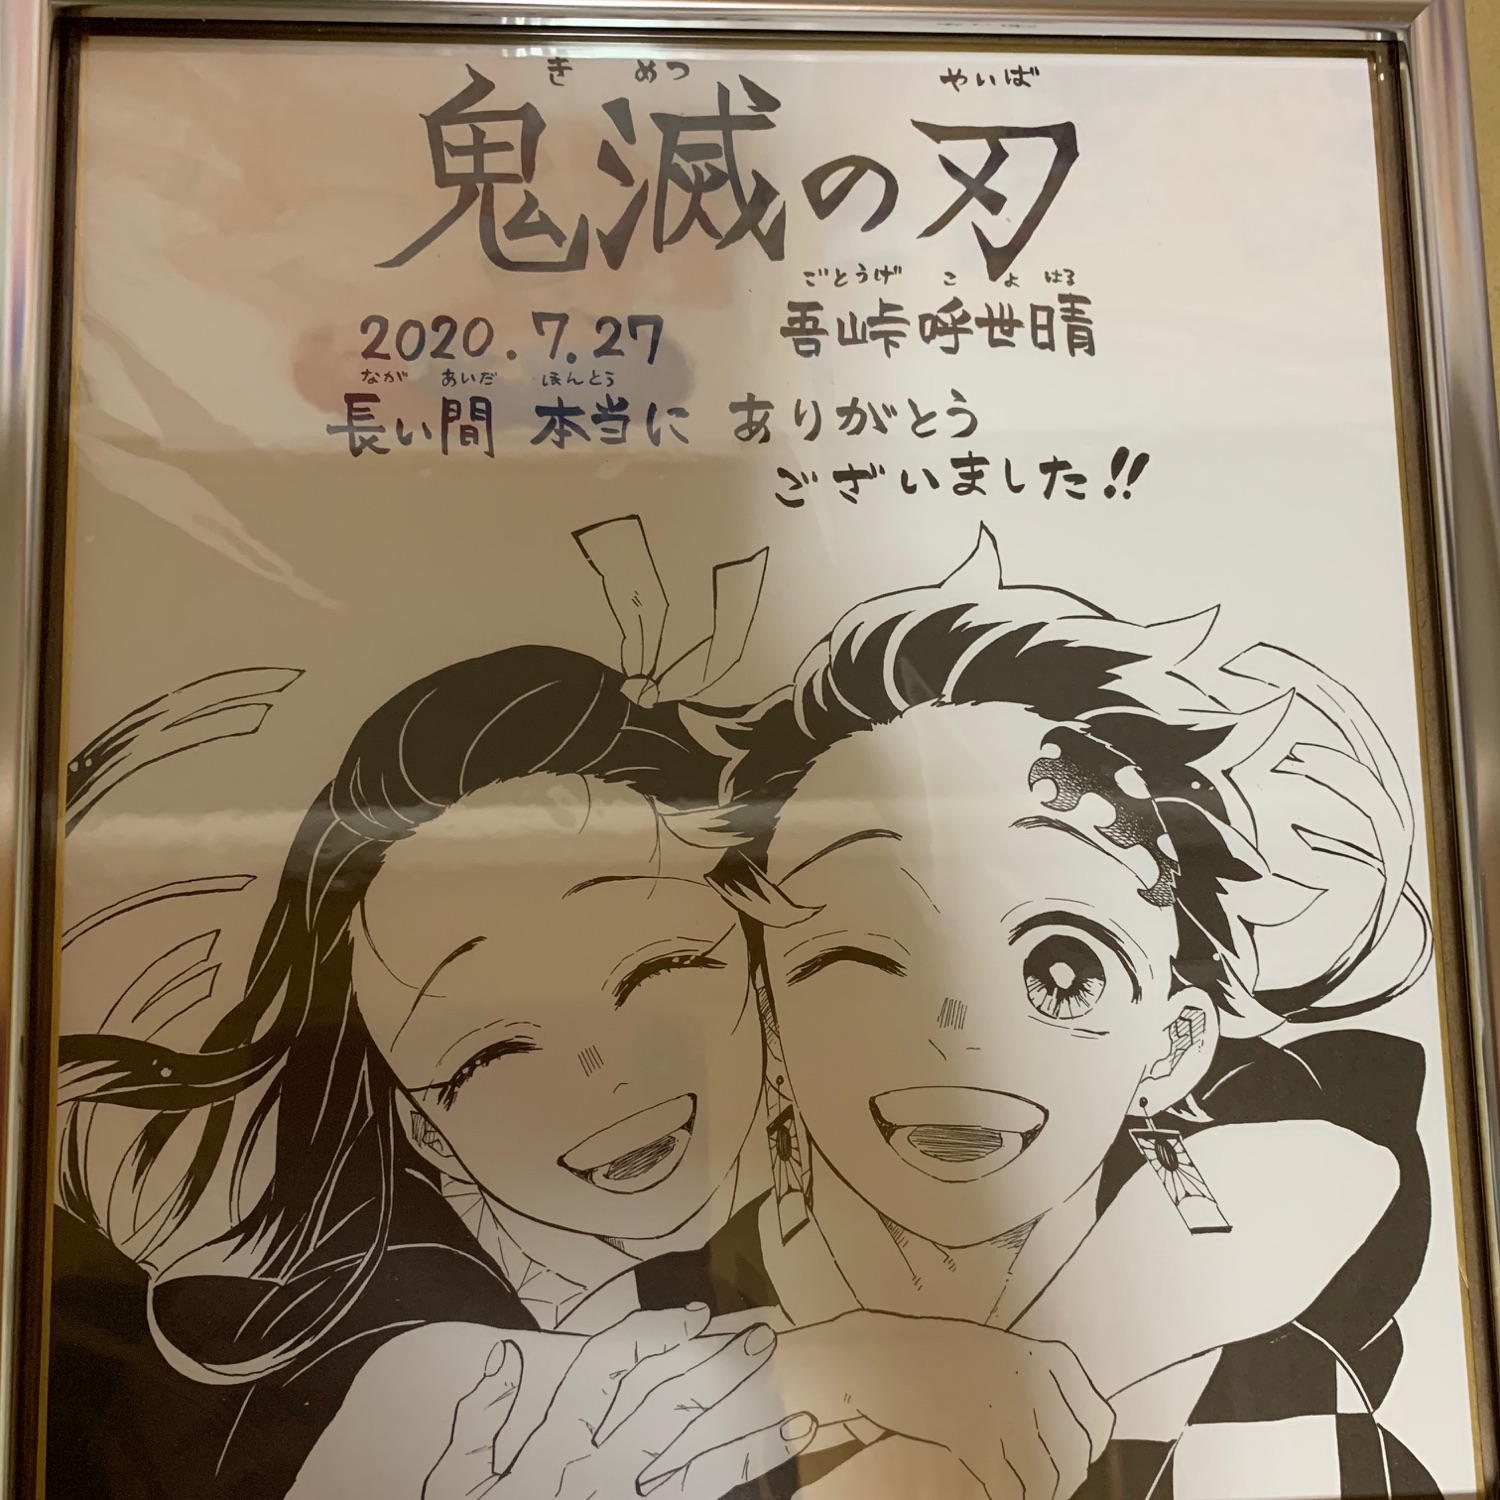 きめつ やいば
鬼滅の刃
ごとうげ こよはる
2020.7.27 吾峠呼世晴
ながあいだ ほんとう
長い間 本当に ありがとう
ございました!!